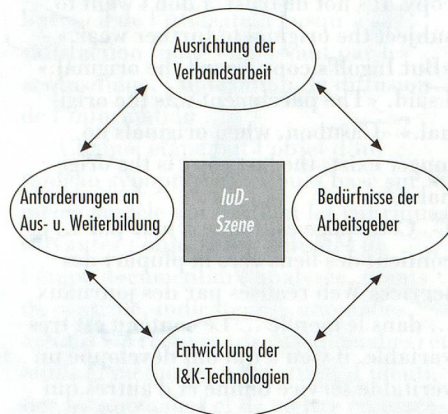 Ausrichtung der
Verbandsarbeit
Anforderungen an
Aus- u. Weiterbildung
IuD-
Szene
Bedürfnisse der
Arbeitsgeber
Entwicklung der
I&K-Technologien